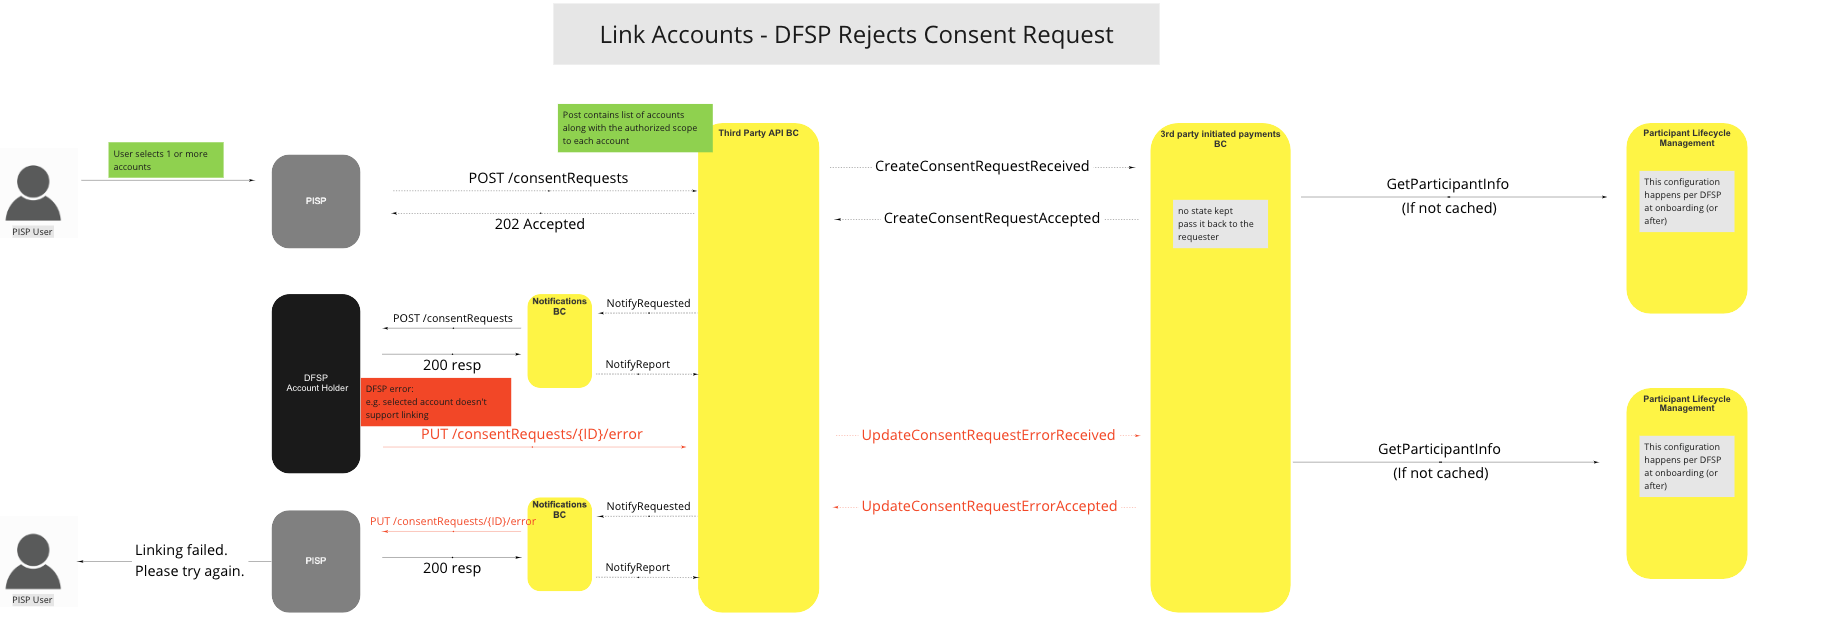 Link Accounts - DFSP Rejects Consent Request
Post contains list of accounts
along with the authorized scope
to each account
Third Party API BC
3rd party initiated payments
BC
Participant Lifecycle
Management
User selects 1 or more
accounts
PISP User
PISP
POST /consentRequests
202 Accepted
CreateConsentRequestReceived
CreateConsentRequestAccepted
no state kept
pass it back to the
requester
GetParticipantInfo
(If not cached)
This configuration
happens per DFSP
at onboarding (or
after)
DFSP
Account Holder
POST /consentRequests
200 resp
Notifications
BC
NotifyRequested
NotifyReport
DFSP error:
e.g. selected account doesn't
support linking
PUT /consentRequests/{ID}/error
UpdateConsentRequestErrorReceived
UpdateConsentRequestErrorAccepted
GetParticipantInfo
(If not cached)
Participant Lifecycle
Management
This configuration
happens per DFSP
at onboarding (or
after)
PISP User
Linking failed.
Please try again.
PISP
PUT /consentRequests/{ID}/error
200 resp
Notifications
BC
NotifyRequested
NotifyReport